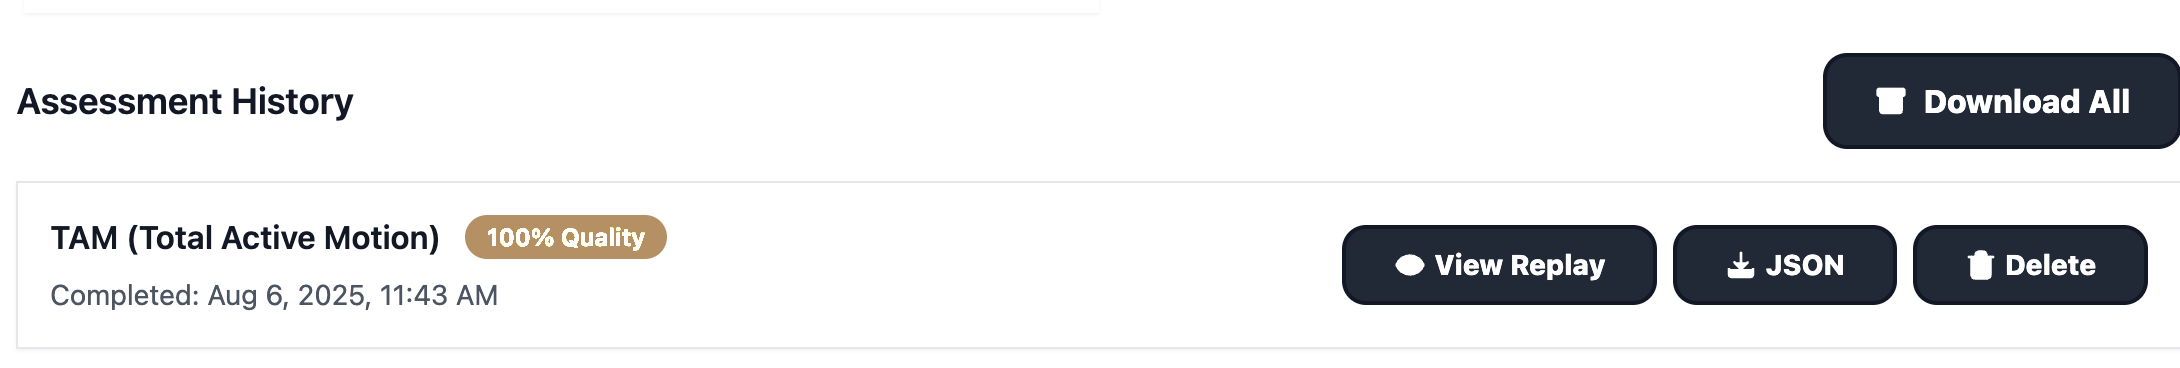 Assessment History
Download All
TAM (Total Active Motion) 100% Quality
Completed: Aug 6, 2025, 11:43 AM
View Replay
JSON
Delete